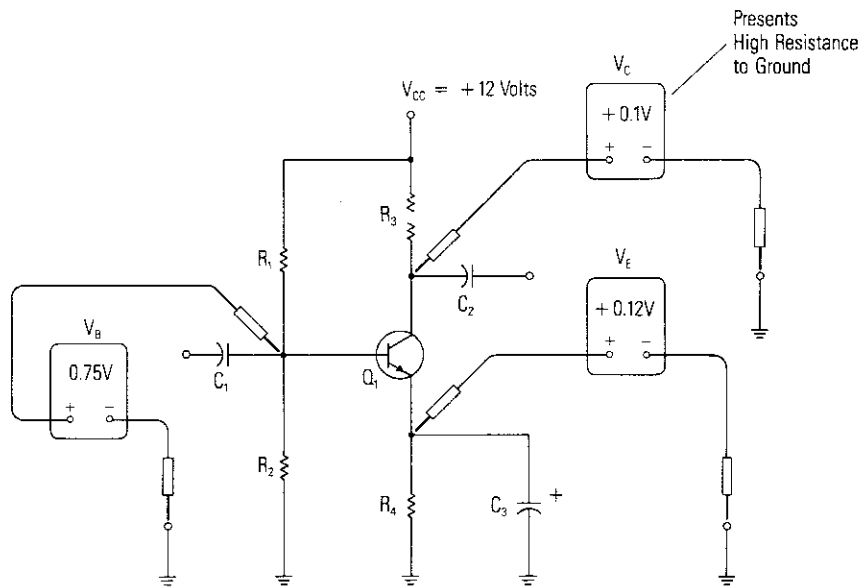 Presents
High Resistance
to Ground
V_C
V_CC = +12 Volts
+ 0.1V
+ −
R_3
R_1
V_E
C_2
+ 0.12V
+ −
V_B
0.75V
+ −
C_1
Q_1
R_2
R_4
C_3 +